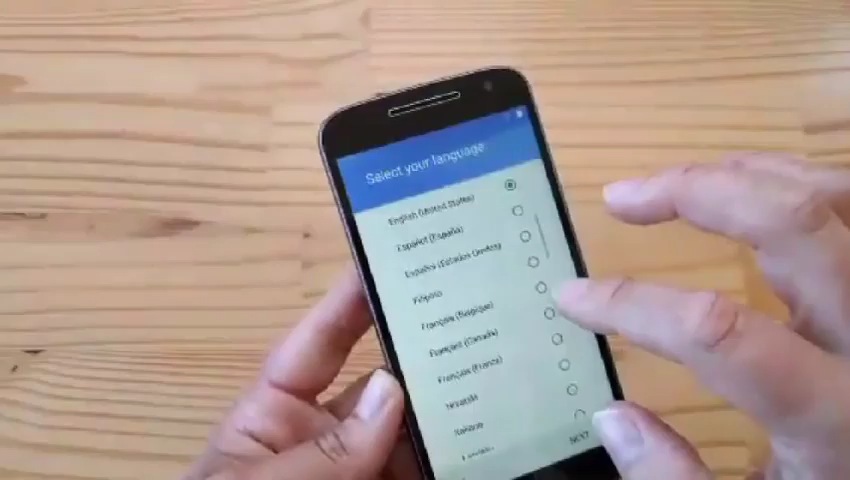 Select your language
English (United States)
Español (España)
Español (Estados Unidos)
Filipino
Français (Belgique)
Français (Canada)
Français (France)
Hrvatski
Italiano
NEXT